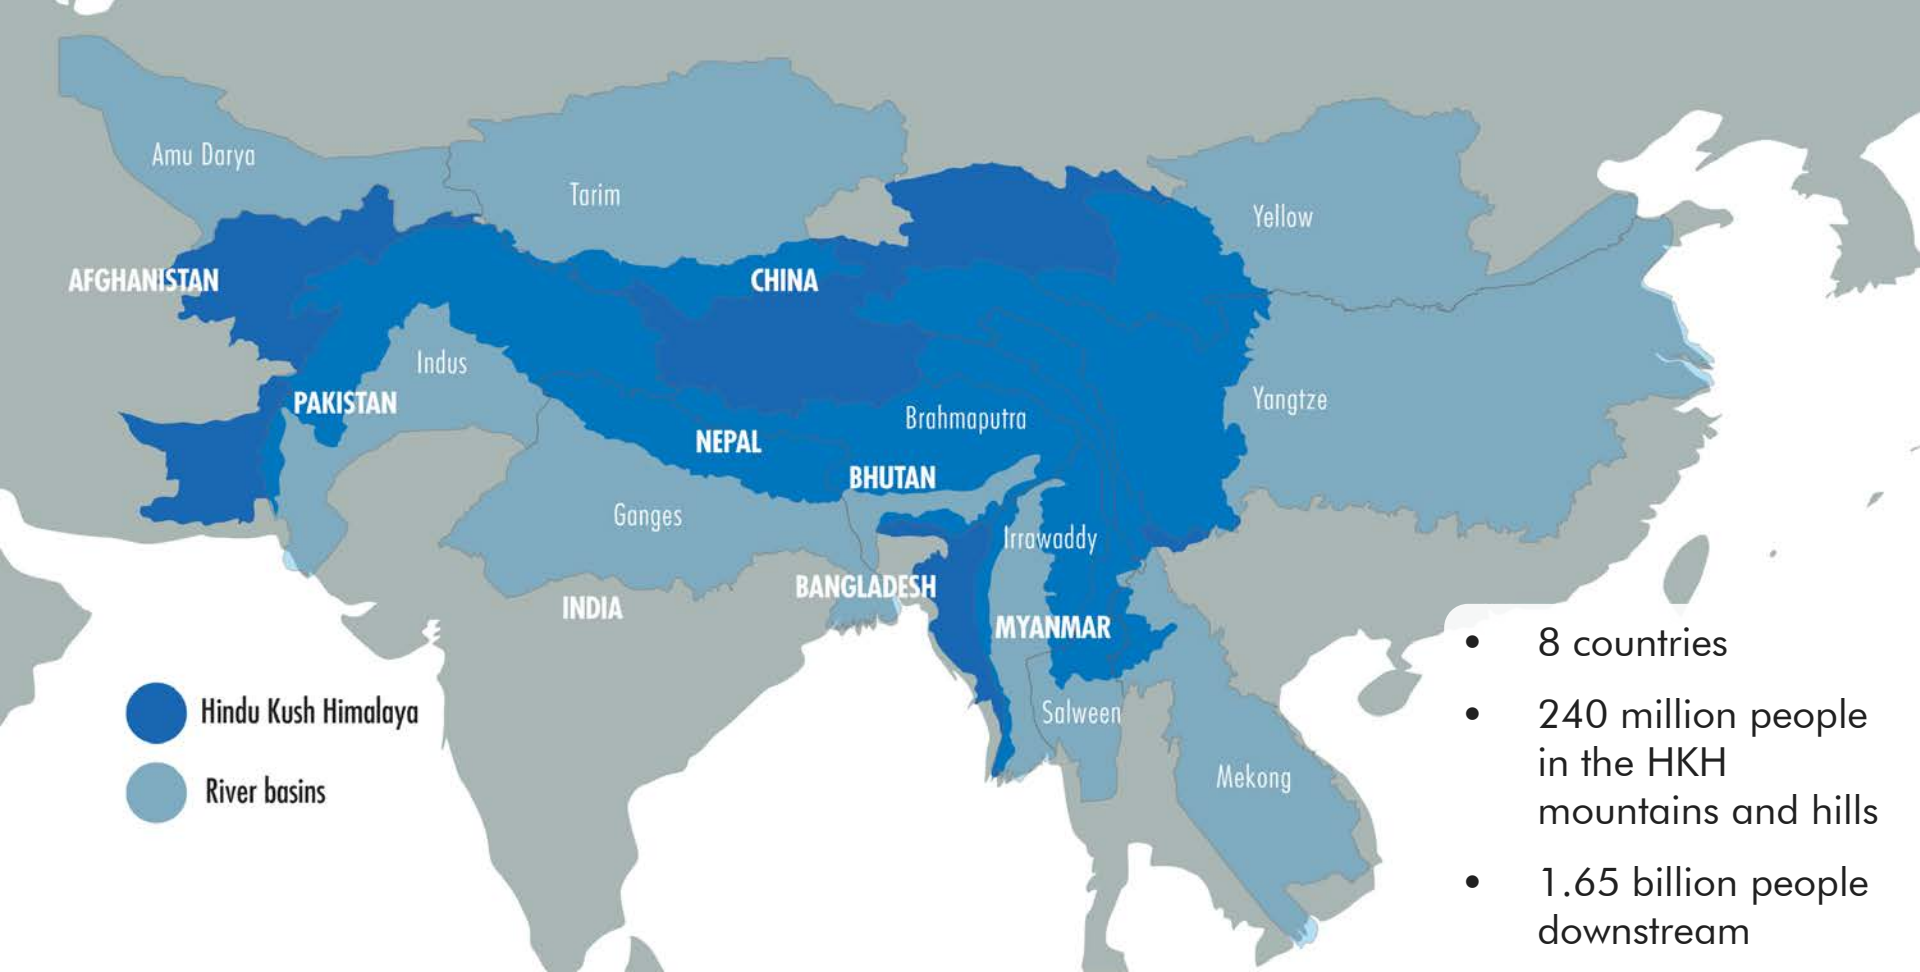 Amu Darya
Tarim
Yellow
AFGHANISTAN
CHINA
Indus
PAKISTAN
Yangtze
Brahmaputra
NEPAL
BHUTAN
Ganges
Irrawaddy
BANGLADESH
INDIA
MYANMAR
Salween
Mekong
Hindu Kush Himalaya
River basins
• 8 countries
• 240 million people
in the HKH
mountains and hills
• 1.65 billion people
downstream